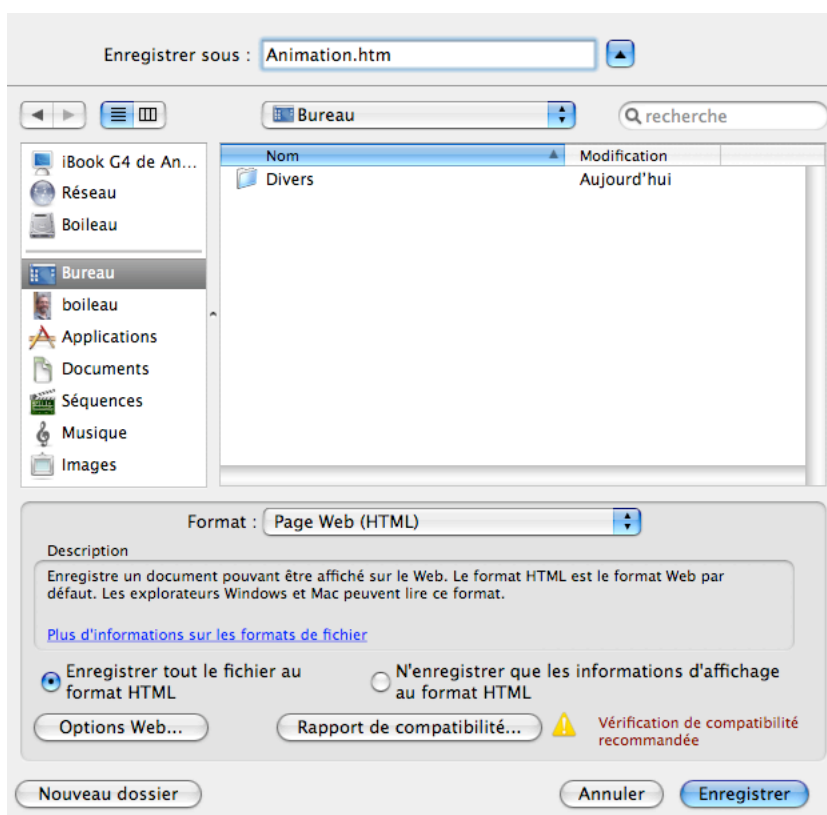 Enregistrer sous : Animation.htm
Bureau
recherche
iBook G4 de An...
Réseau
Boileau
Bureau
boileau
Applications
Documents
Séquences
Musique
Images
Nom Modification
Divers Aujourd'hui
Format : Page Web (HTML)
Description
Enregistre un document pouvant être affiché sur le Web. Le format HTML est le format Web par
défaut. Les explorateurs Windows et Mac peuvent lire ce format.
Plus d'informations sur les formats de fichier
Enregistrer tout le fichier au
format HTML
N'enregistrer que les informations d'affichage
au format HTML
Options Web...
Rapport de compatibilité...
Vérification de compatibilité
recommandée
Nouveau dossier
Annuler
Enregistrer